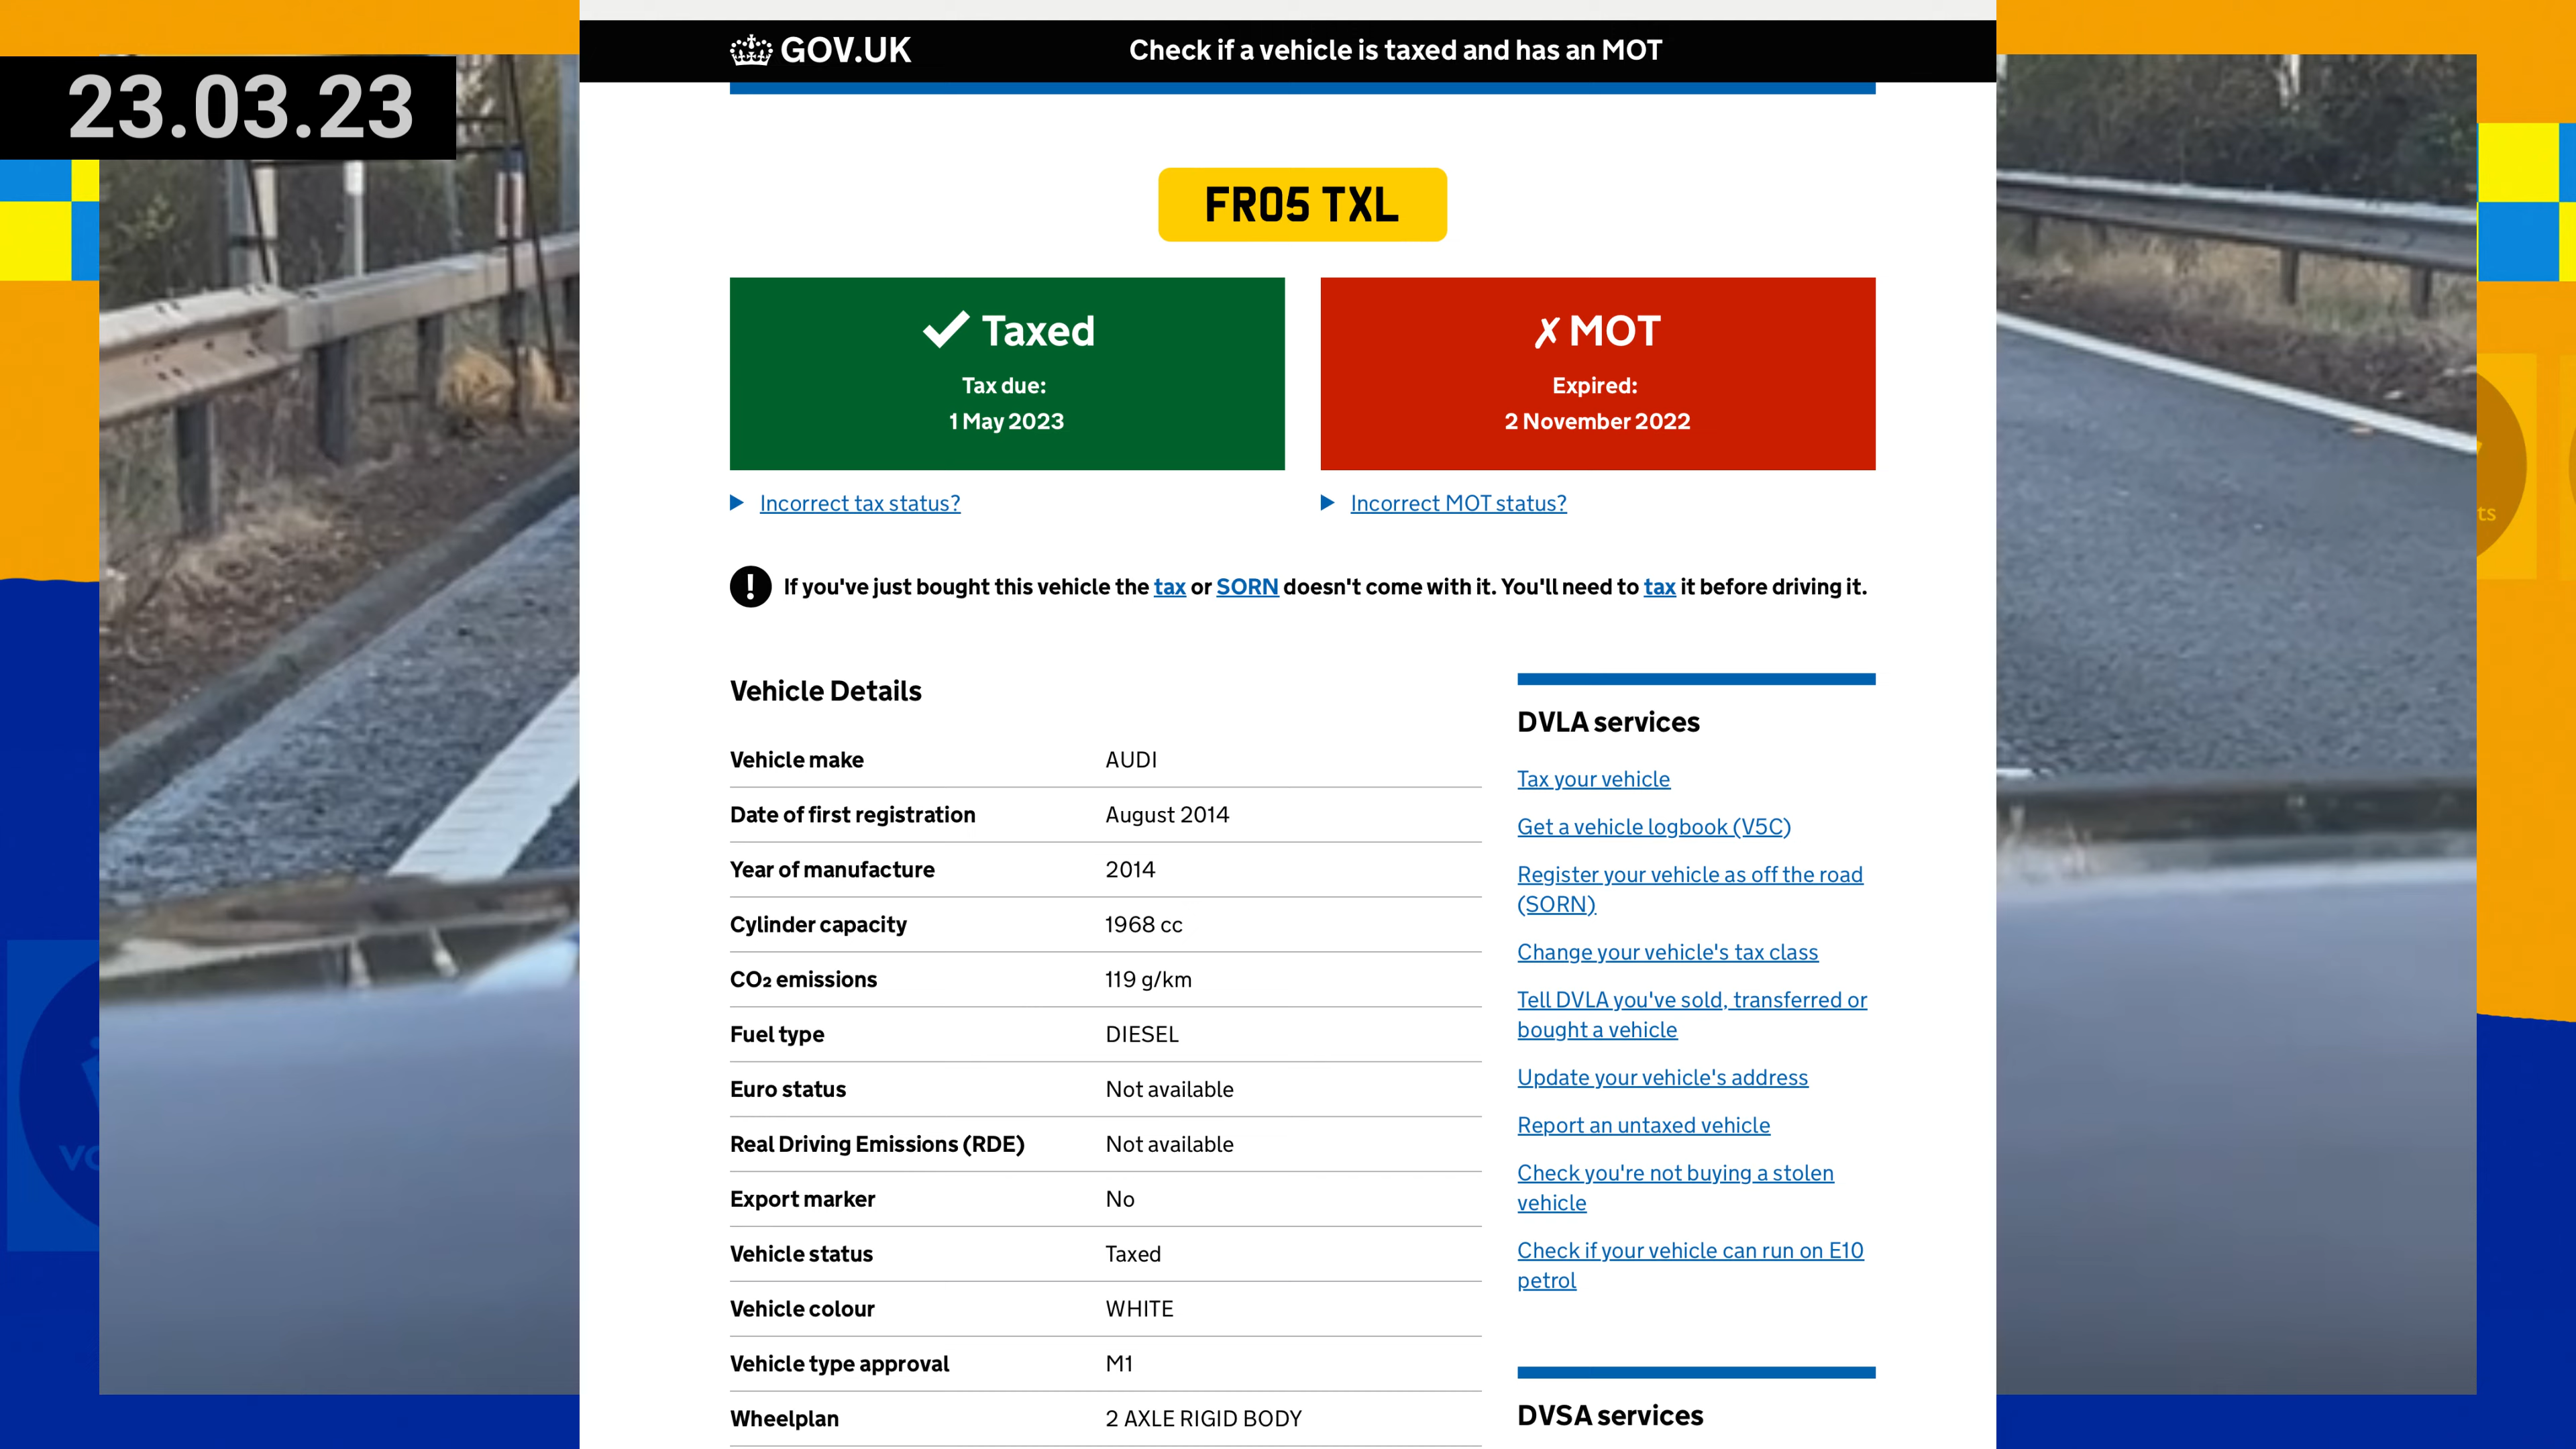 23.03.23
GOV.UK
Check if a vehicle is taxed and has an MOT
FR05 TXL
✓ Taxed
Tax due:
1 May 2023
✗ MOT
Expired:
2 November 2022
Incorrect tax status?
Incorrect MOT status?
! If you've just bought this vehicle the tax or SORN doesn't come with it. You'll need to tax it before driving it.
Vehicle Details
Vehicle make AUDI
Date of first registration August 2014
Year of manufacture 2014
Cylinder capacity 1968 cc
CO₂ emissions 119 g/km
Fuel type DIESEL
Euro status Not available
Real Driving Emissions (RDE) Not available
Export marker No
Vehicle status Taxed
Vehicle colour WHITE
Vehicle type approval M1
Wheelplan 2 AXLE RIGID BODY
DVLA services
Tax your vehicle
Get a vehicle logbook (V5C)
Register your vehicle as off the road
(SORN)
Change your vehicle's tax class
Tell DVLA you've sold, transferred or
bought a vehicle
Update your vehicle's address
Report an untaxed vehicle
Check you're not buying a stolen
vehicle
Check if your vehicle can run on E10
petrol
DVSA services